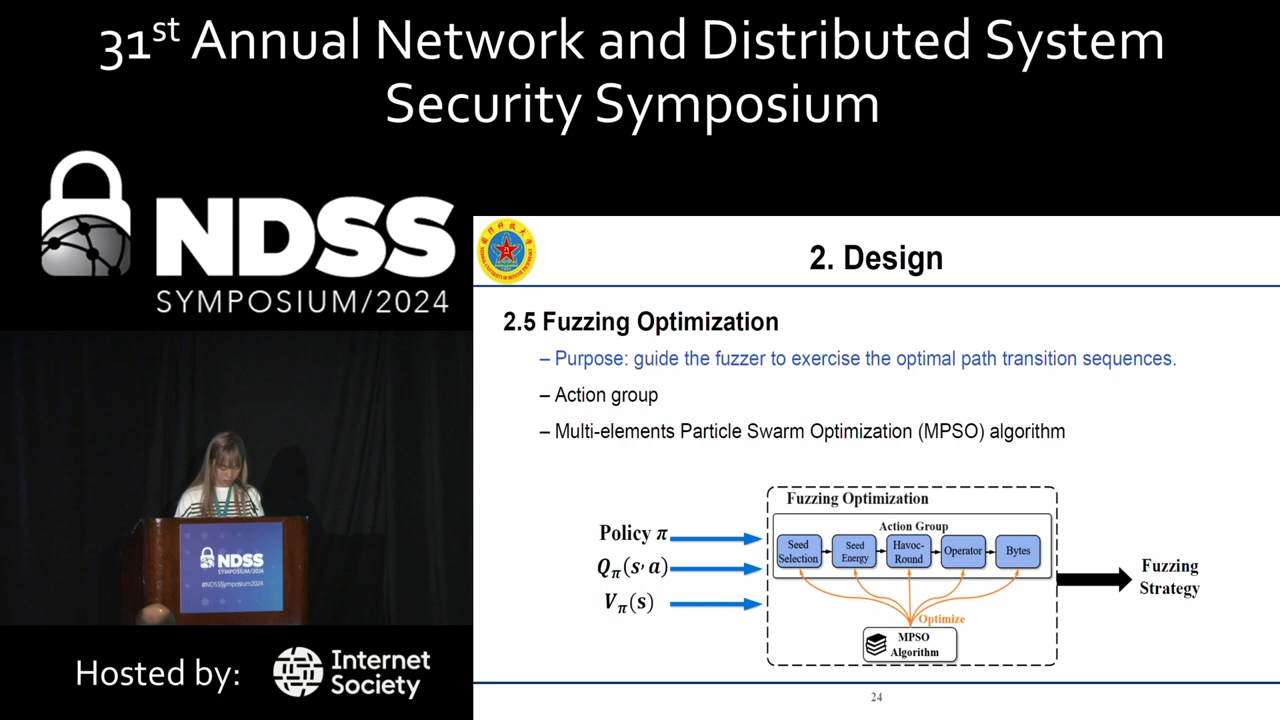 31st Annual Network and Distributed System
Security Symposium
NDSS
SYMPOSIUM/2024
2. Design
2.5 Fuzzing Optimization
– Purpose: guide the fuzzer to exercise the optimal path transition sequences.
– Action group
– Multi-elements Particle Swarm Optimization (MPSO) algorithm
Fuzzing Optimization
Action Group
Seed
Selection
Seed
Energy
Havoc-
Round
Operator
Bytes
Policy π
Qπ(s, a)
Vπ(s)
Optimize
MPSO
Algorithm
Fuzzing
Strategy
24
NDSS
SYMPOSIUM/2024
#NDSSSymposium2024
Hosted by:
Internet
Society